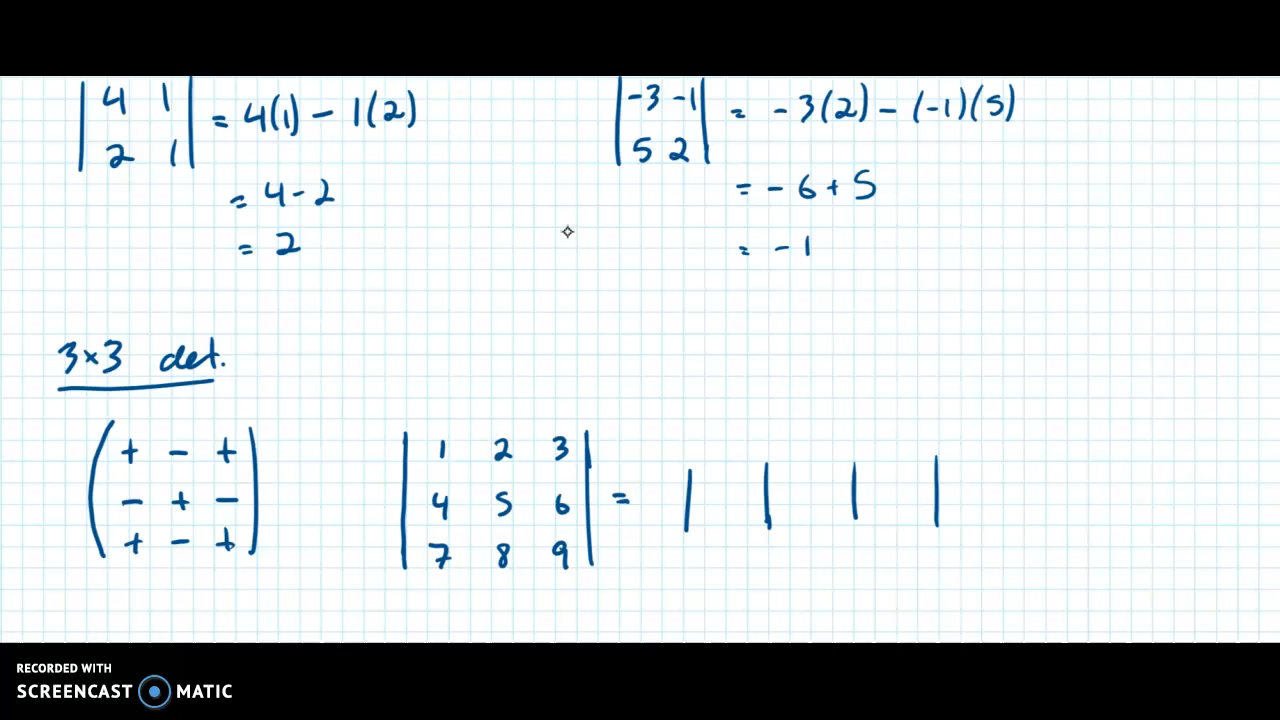 | 4 1 | = 4(1) - 1(2)
| 2 1 |
= 4 - 2
= 2
| -3 -1 | = -3(2) - (-1)(5)
| 5 2 |
= -6 + 5
= -1
3×3 det.
( + - + )
( - + - )
( + - + )
| 1 2 3 |
| 4 5 6 | = | | | |
| 7 8 9 |
RECORDED WITH
SCREENCAST MATIC